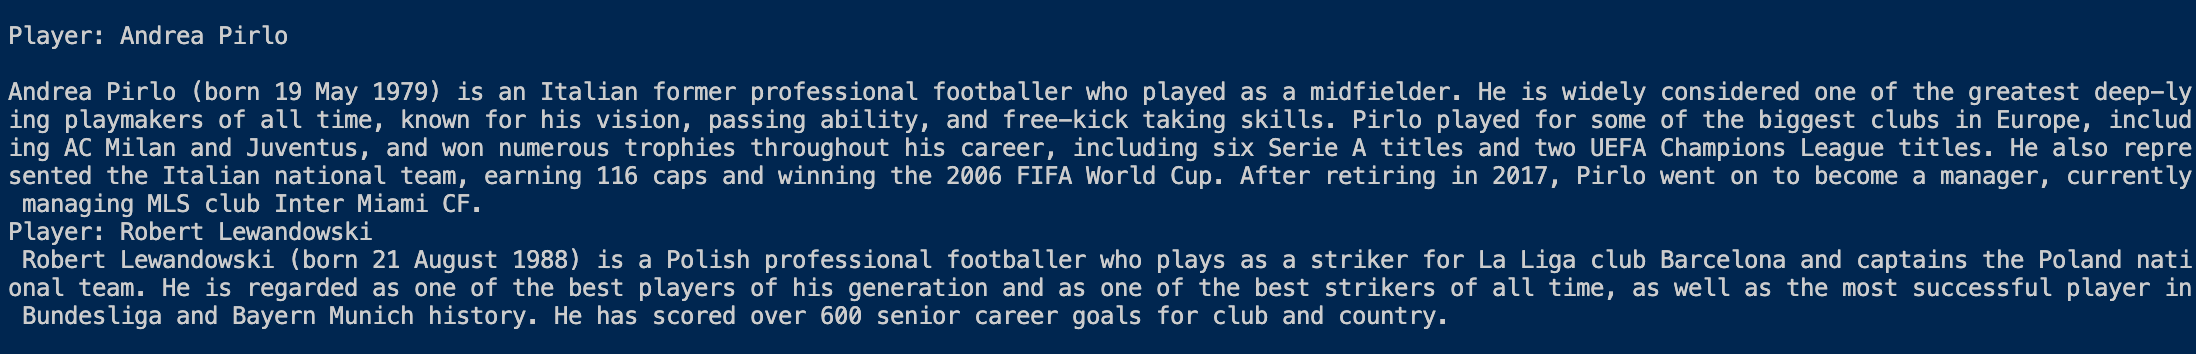 Player: Andrea Pirlo
Andrea Pirlo (born 19 May 1979) is an Italian former professional footballer who played as a midfielder. He is widely considered one of the greatest deep-ly
ing playmakers of all time, known for his vision, passing ability, and free-kick taking skills. Pirlo played for some of the biggest clubs in Europe, includ
ing AC Milan and Juventus, and won numerous trophies throughout his career, including six Serie A titles and two UEFA Champions League titles. He also repre
sented the Italian national team, earning 116 caps and winning the 2006 FIFA World Cup. After retiring in 2017, Pirlo went on to become a manager, currently
managing MLS club Inter Miami CF.
Player: Robert Lewandowski
Robert Lewandowski (born 21 August 1988) is a Polish professional footballer who plays as a striker for La Liga club Barcelona and captains the Poland nati
onal team. He is regarded as one of the best players of his generation and as one of the best strikers of all time, as well as the most successful player in
Bundesliga and Bayern Munich history. He has scored over 600 senior career goals for club and country.